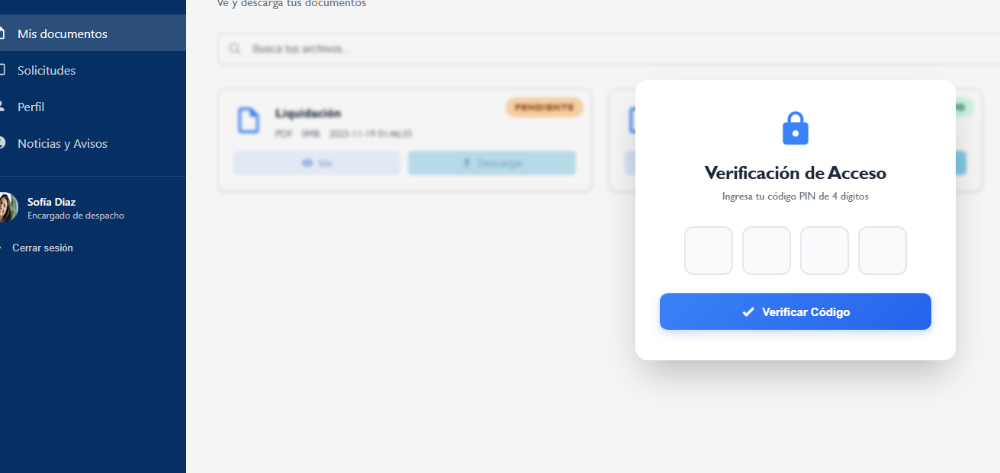 Ve y descarga tus documentos
Mis documentos
Solicitudes
Perfil
Noticias y Avisos
Sofía Diaz
Encargado de despacho
Cerrar sesión
Busca tus archivos...
Liquidación
PENDIENTE
PDF 0MB 2025-11-19 01:46:35
Ver
Descargar
Verificación de Acceso
Ingresa tu código PIN de 4 dígitos
Verificar Código